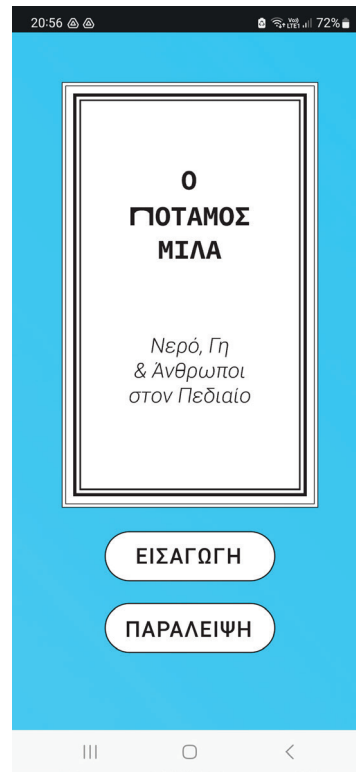 20:56 72%
Ο
ΠΟΤΑΜΟΣ
ΜΙΛΑ
Νερό, Γη
& Άνθρωποι
στον Πεδιαίο
ΕΙΣΑΓΩΓΗ
ΠΑΡΑΛΕΙΨΗ